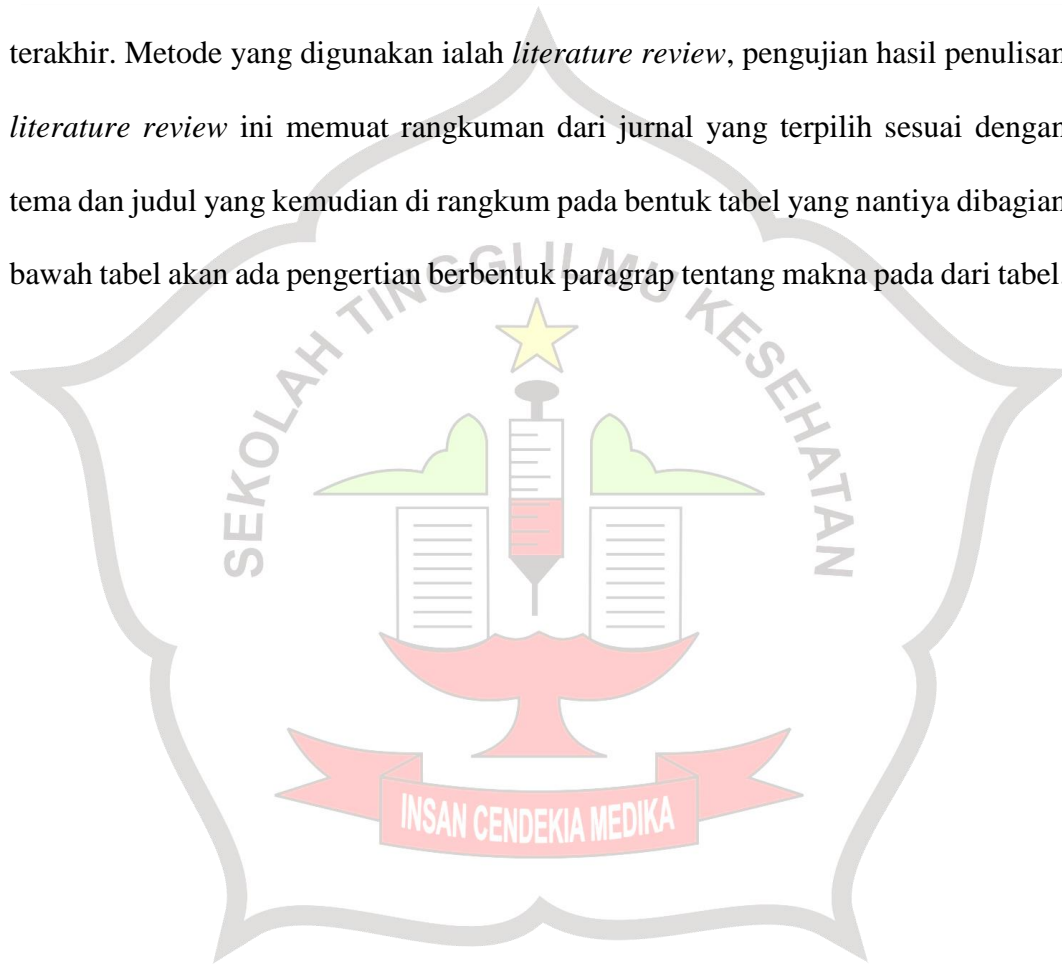 terakhir. Metode yang digunakan ialah literature review, pengujian hasil penulisan
literature review ini memuat rangkuman dari jurnal yang terpilih sesuai dengan
tema dan judul yang kemudian di rangkum pada bentuk tabel yang nantiya dibagian
bawah tabel akan ada pengertian berbentuk paragrap tentang makna pada dari tabel.
SEKOLAH TINGGI ILMU KESEHATAN
INSAN CENDEKIA MEDIKA